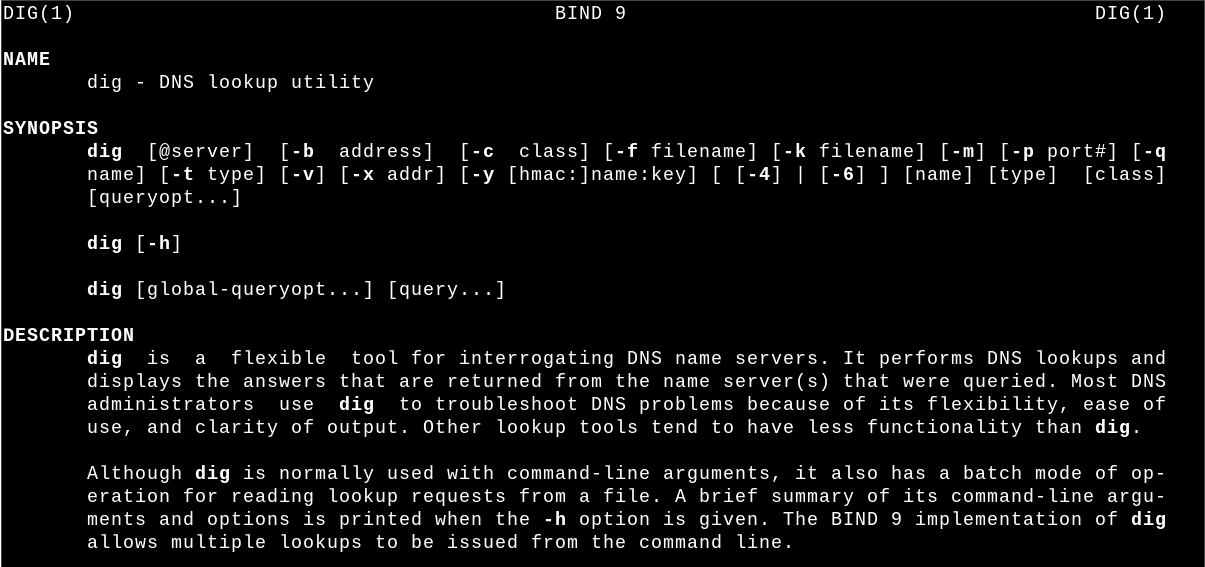 DIG(1) BIND 9 DIG(1)
NAME
dig - DNS lookup utility
SYNOPSIS
dig [@server] [-b address] [-c class] [-f filename] [-k filename] [-m] [-p port#] [-q
name] [-t type] [-v] [-x addr] [-y [hmac:]name:key] [ [-4] | [-6] ] [name] [type] [class]
[queryopt...]
dig [-h]
dig [global-queryopt...] [query...]
DESCRIPTION
dig is a flexible tool for interrogating DNS name servers. It performs DNS lookups and
displays the answers that are returned from the name server(s) that were queried. Most DNS
administrators use dig to troubleshoot DNS problems because of its flexibility, ease of
use, and clarity of output. Other lookup tools tend to have less functionality than dig.
Although dig is normally used with command-line arguments, it also has a batch mode of op-
eration for reading lookup requests from a file. A brief summary of its command-line argu-
ments and options is printed when the -h option is given. The BIND 9 implementation of dig
allows multiple lookups to be issued from the command line.